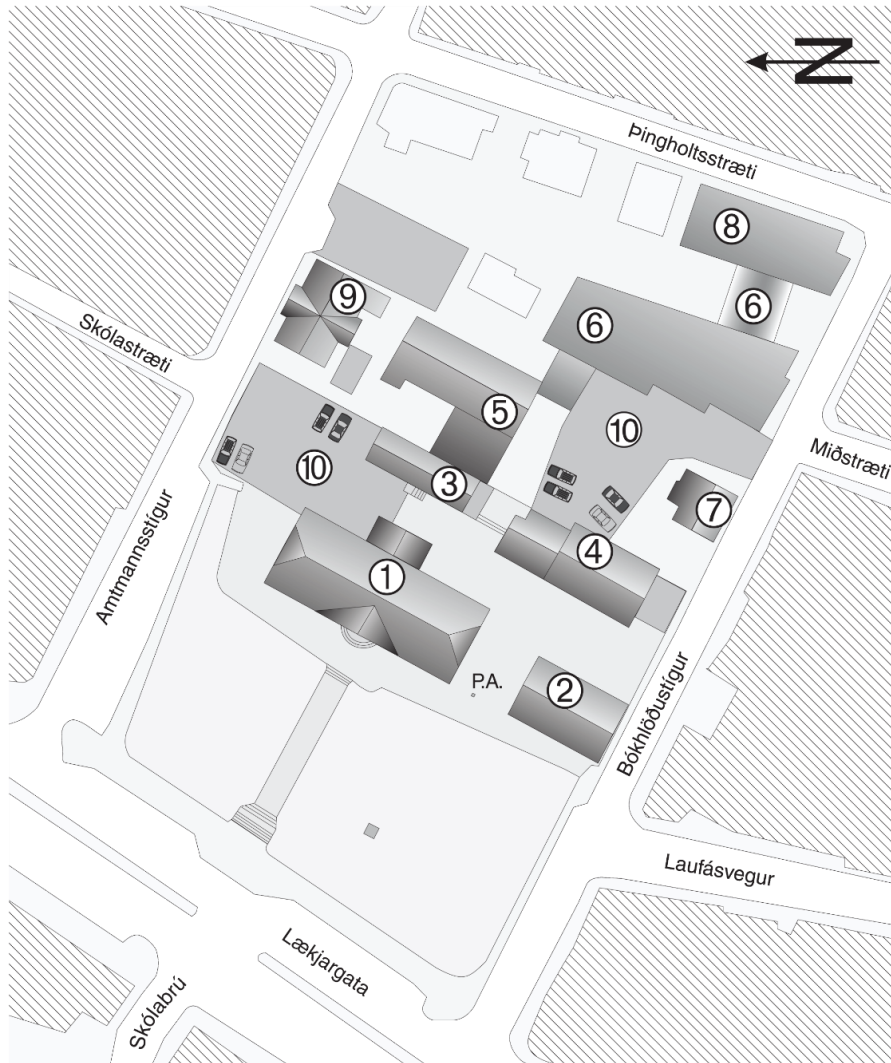 N
Þingholtsstræti
8
9
6
6
Skólastræti
5
10
Miðstræti
10
3
7
4
1
Amtmannsstígur
P.A.
2
Bókhlöðustígur
Laufásvegur
Lækjargata
Skólabrú